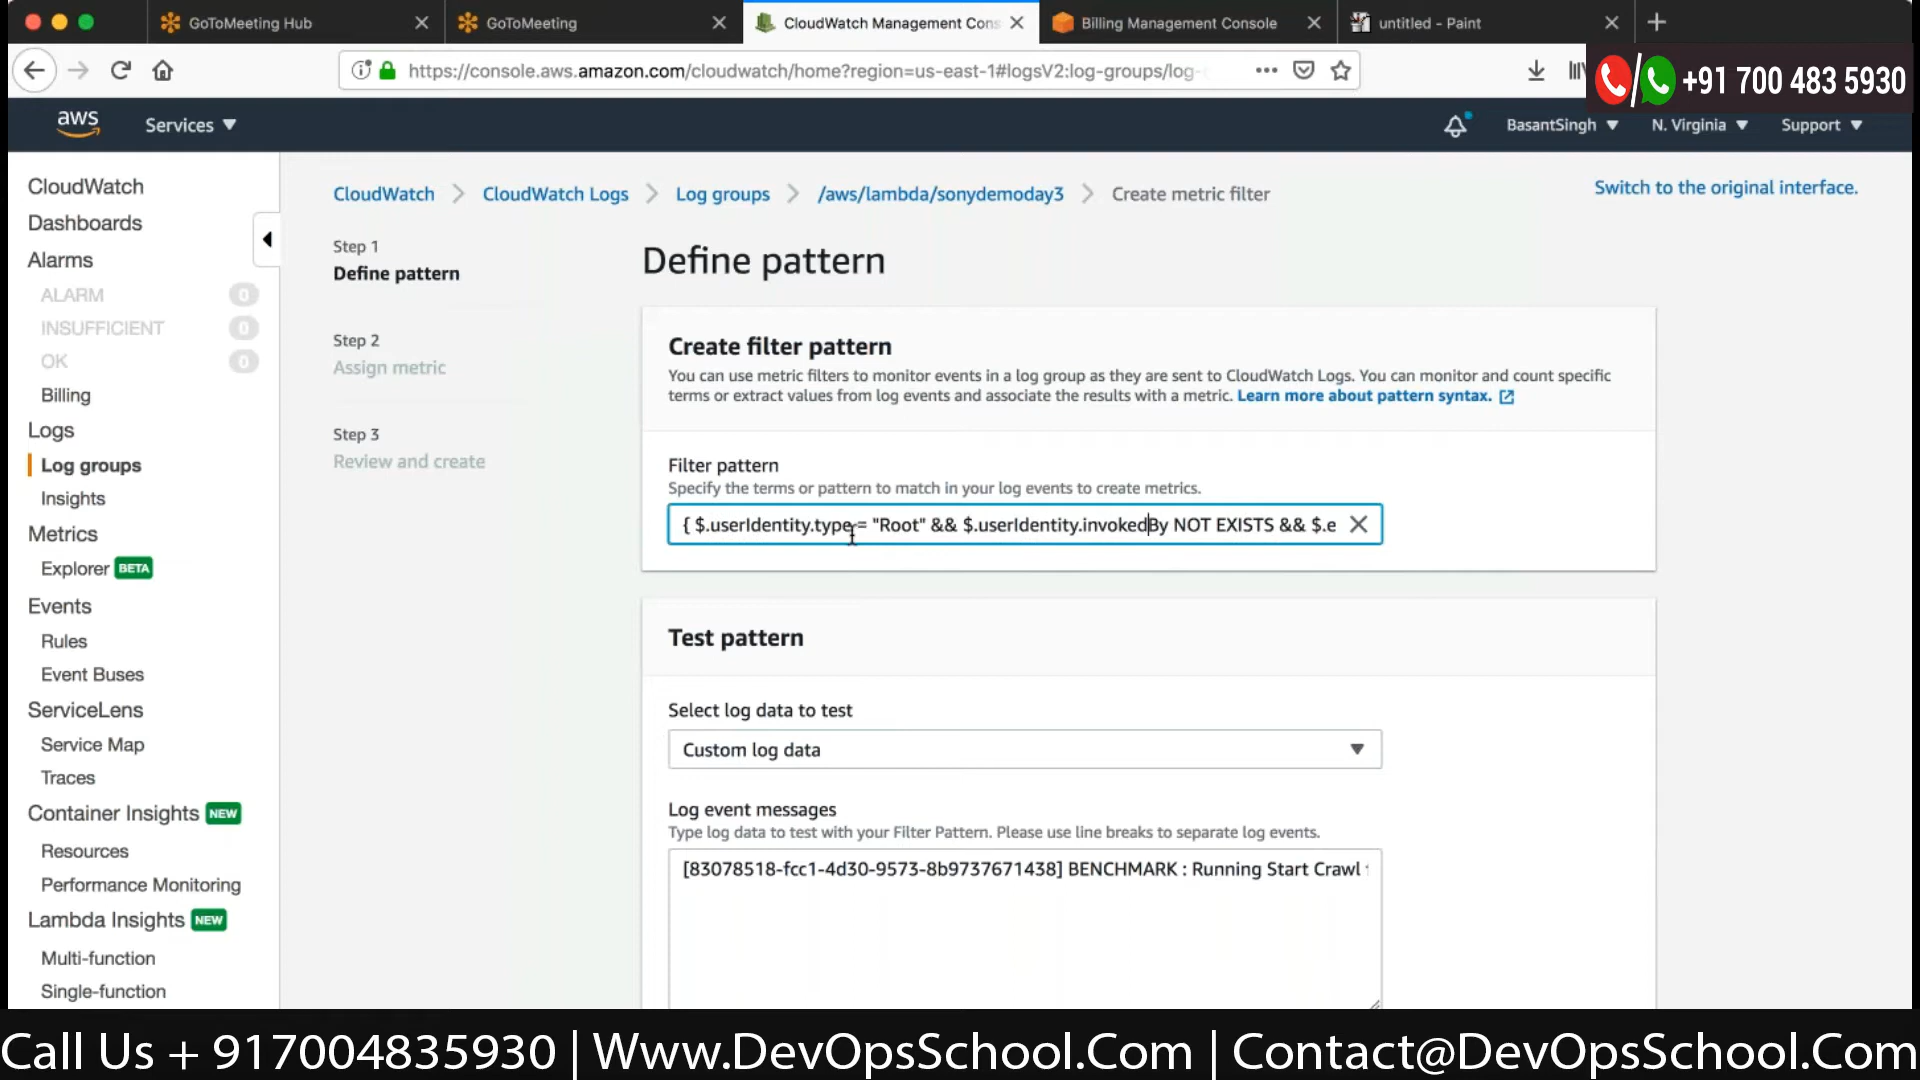 GoToMeeting Hub
GoToMeeting
CloudWatch Management Cons
Billing Management Console
untitled - Paint
https://console.aws.amazon.com/cloudwatch/home?region=us-east-1#logsV2:log-groups/log-
+91 700 483 5930
aws
Services
BasantSingh
N. Virginia
Support
CloudWatch
Dashboards
Alarms
ALARM 0
INSUFFICIENT 0
OK 0
Billing
Logs
Log groups
Insights
Metrics
Explorer BETA
Events
Rules
Event Buses
ServiceLens
Service Map
Traces
Container Insights NEW
Resources
Performance Monitoring
Lambda Insights NEW
Multi-function
Single-function
CloudWatch > CloudWatch Logs > Log groups > /aws/lambda/sonydemoday3 > Create metric filter
Switch to the original interface.
Step 1
Define pattern
Step 2
Assign metric
Step 3
Review and create
Define pattern
Create filter pattern
You can use metric filters to monitor events in a log group as they are sent to CloudWatch Logs. You can monitor and count specific
terms or extract values from log events and associate the results with a metric. Learn more about pattern syntax.
Filter pattern
Specify the terms or pattern to match in your log events to create metrics.
{ $.userIdentity.type = "Root" && $.userIdentity.invokedBy NOT EXISTS && $.e
Test pattern
Select log data to test
Custom log data
Log event messages
Type log data to test with your Filter Pattern. Please use line breaks to separate log events.
[83078518-fcc1-4d30-9573-8b9737671438] BENCHMARK : Running Start Crawl
Call Us + 917004835930 | Www.DevOpsSchool.Com | Contact@DevOpsSchool.Com